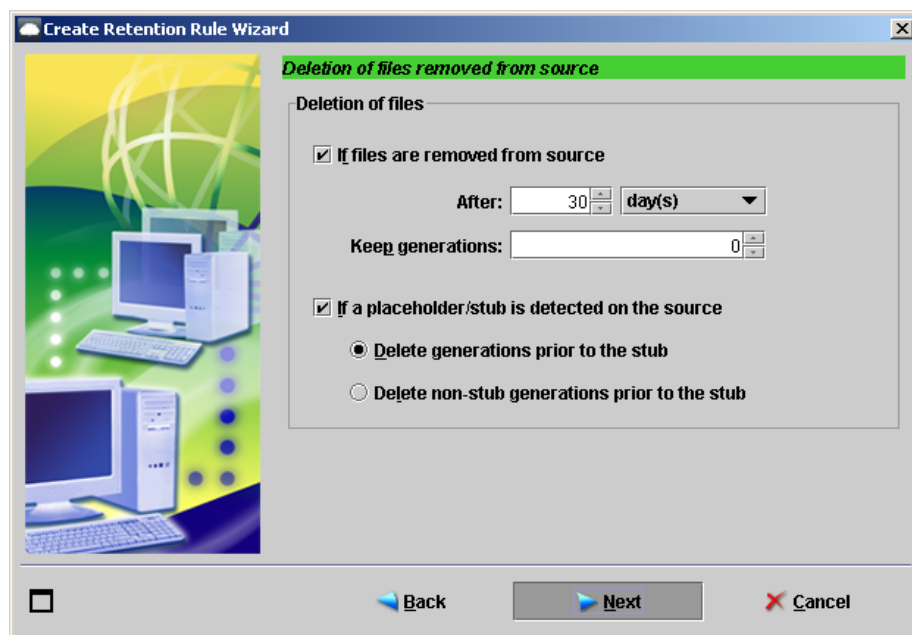 Create Retention Rule Wizard
Deletion of files removed from source
Deletion of files
If files are removed from source
After: 30 day(s)
Keep generations: 0
If a placeholder/stub is detected on the source
Delete generations prior to the stub
Delete non-stub generations prior to the stub
Back Next Cancel